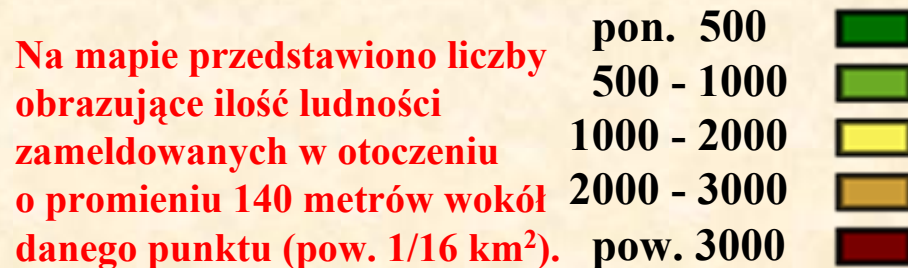 Na mapie przedstawiono liczby
obrazujące ilość ludności
zameldowanych w otoczeniu
o promieniu 140 metrów wokół
danego punktu (pow. 1/16 km²).
pon. 500
500 - 1000
1000 - 2000
2000 - 3000
pow. 3000